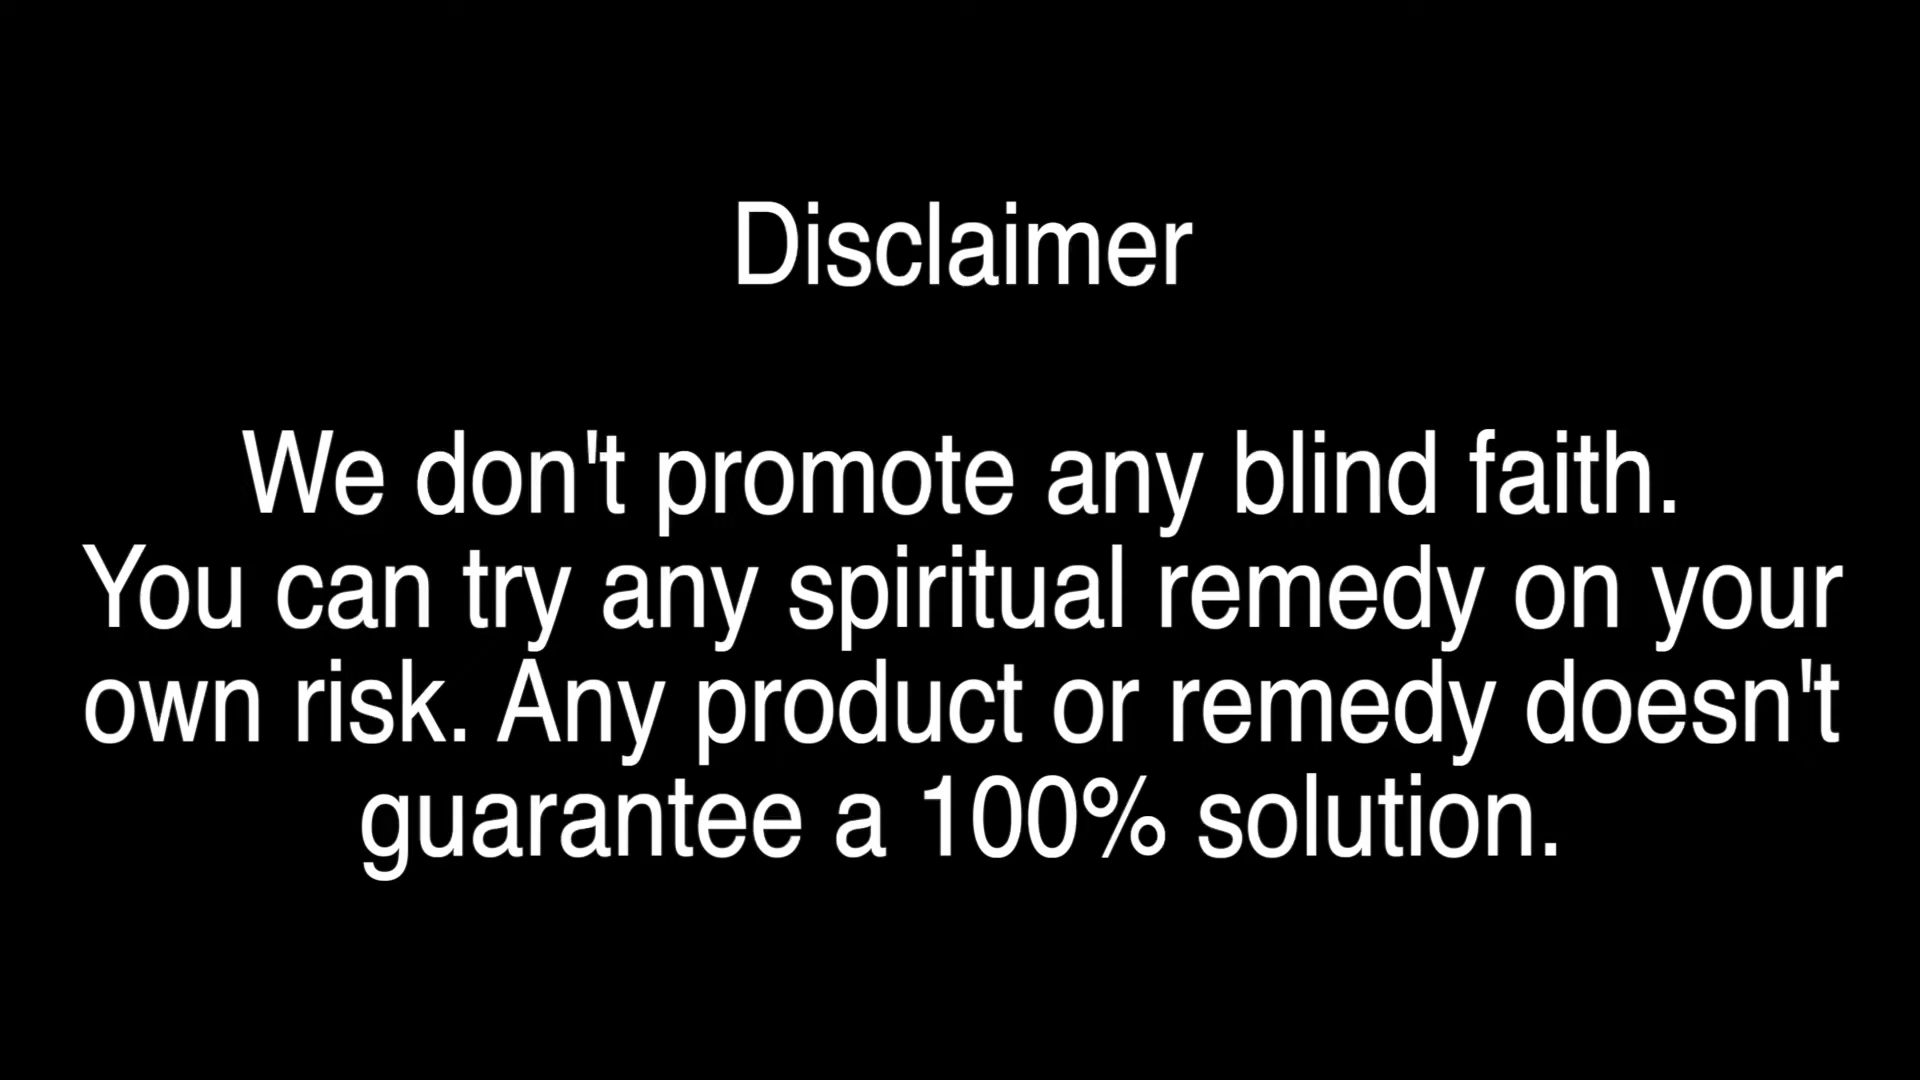 Disclaimer
We don't promote any blind faith.
You can try any spiritual remedy on your
own risk. Any product or remedy doesn't
guarantee a 100% solution.